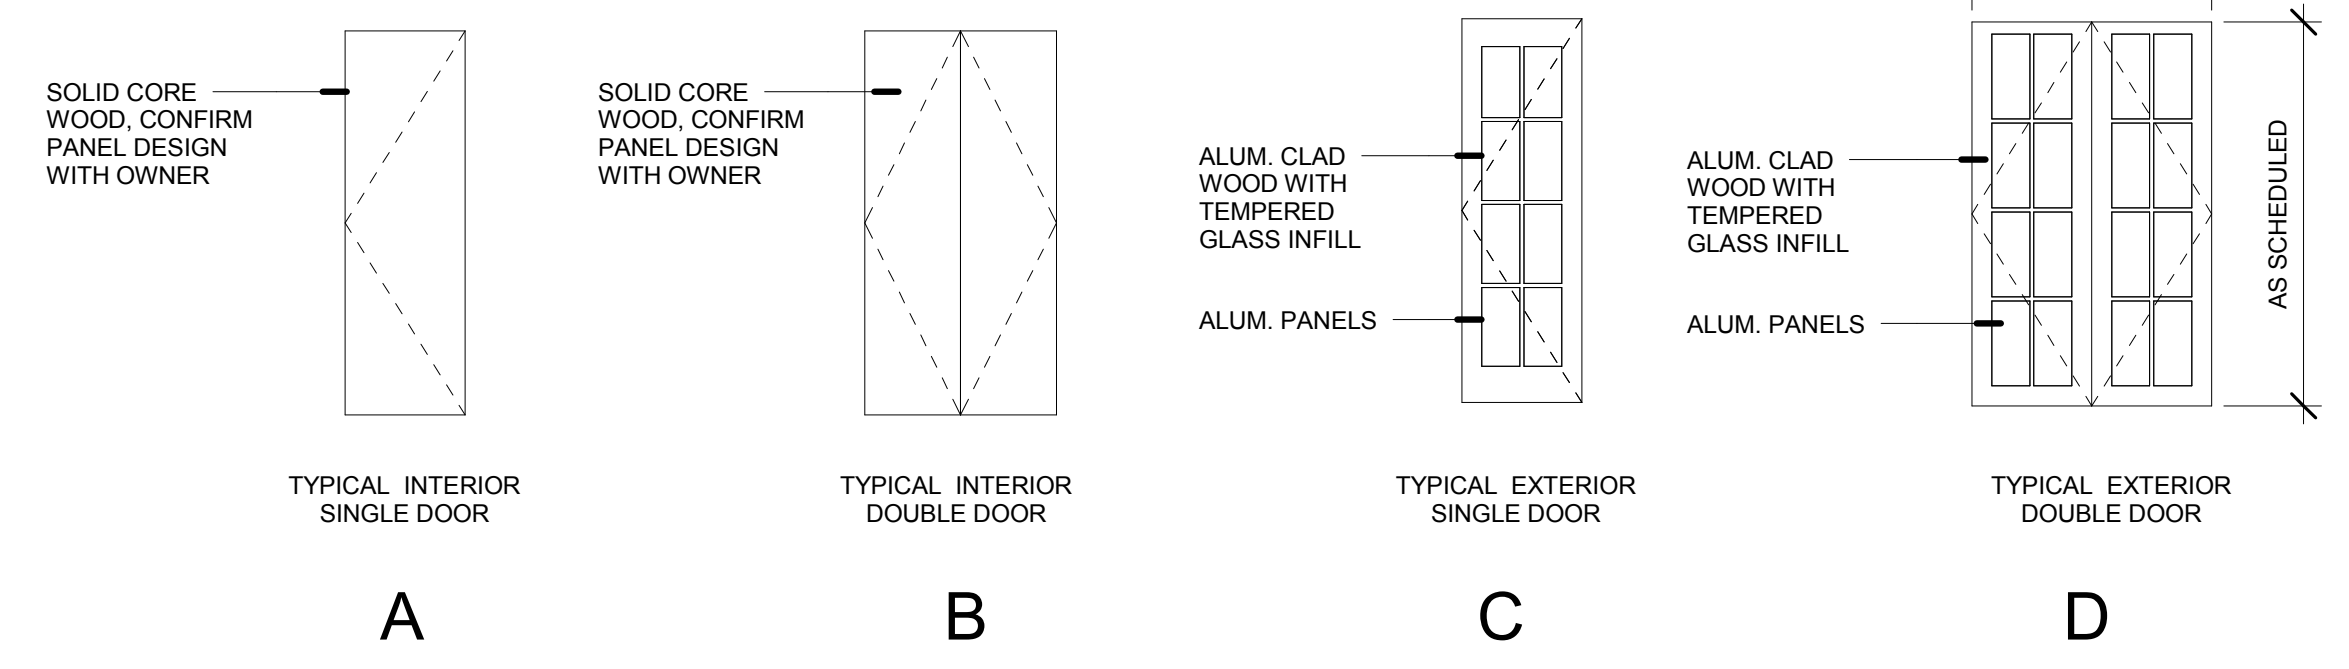 SOLID CORE
WOOD, CONFIRM
PANEL DESIGN
WITH OWNER
TYPICAL INTERIOR
SINGLE DOOR
A
SOLID CORE
WOOD, CONFIRM
PANEL DESIGN
WITH OWNER
TYPICAL INTERIOR
DOUBLE DOOR
B
ALUM. CLAD
WOOD WITH
TEMPERED
GLASS INFILL
ALUM. PANELS
TYPICAL EXTERIOR
SINGLE DOOR
C
ALUM. CLAD
WOOD WITH
TEMPERED
GLASS INFILL
ALUM. PANELS
AS SCHEDULED
TYPICAL EXTERIOR
DOUBLE DOOR
D